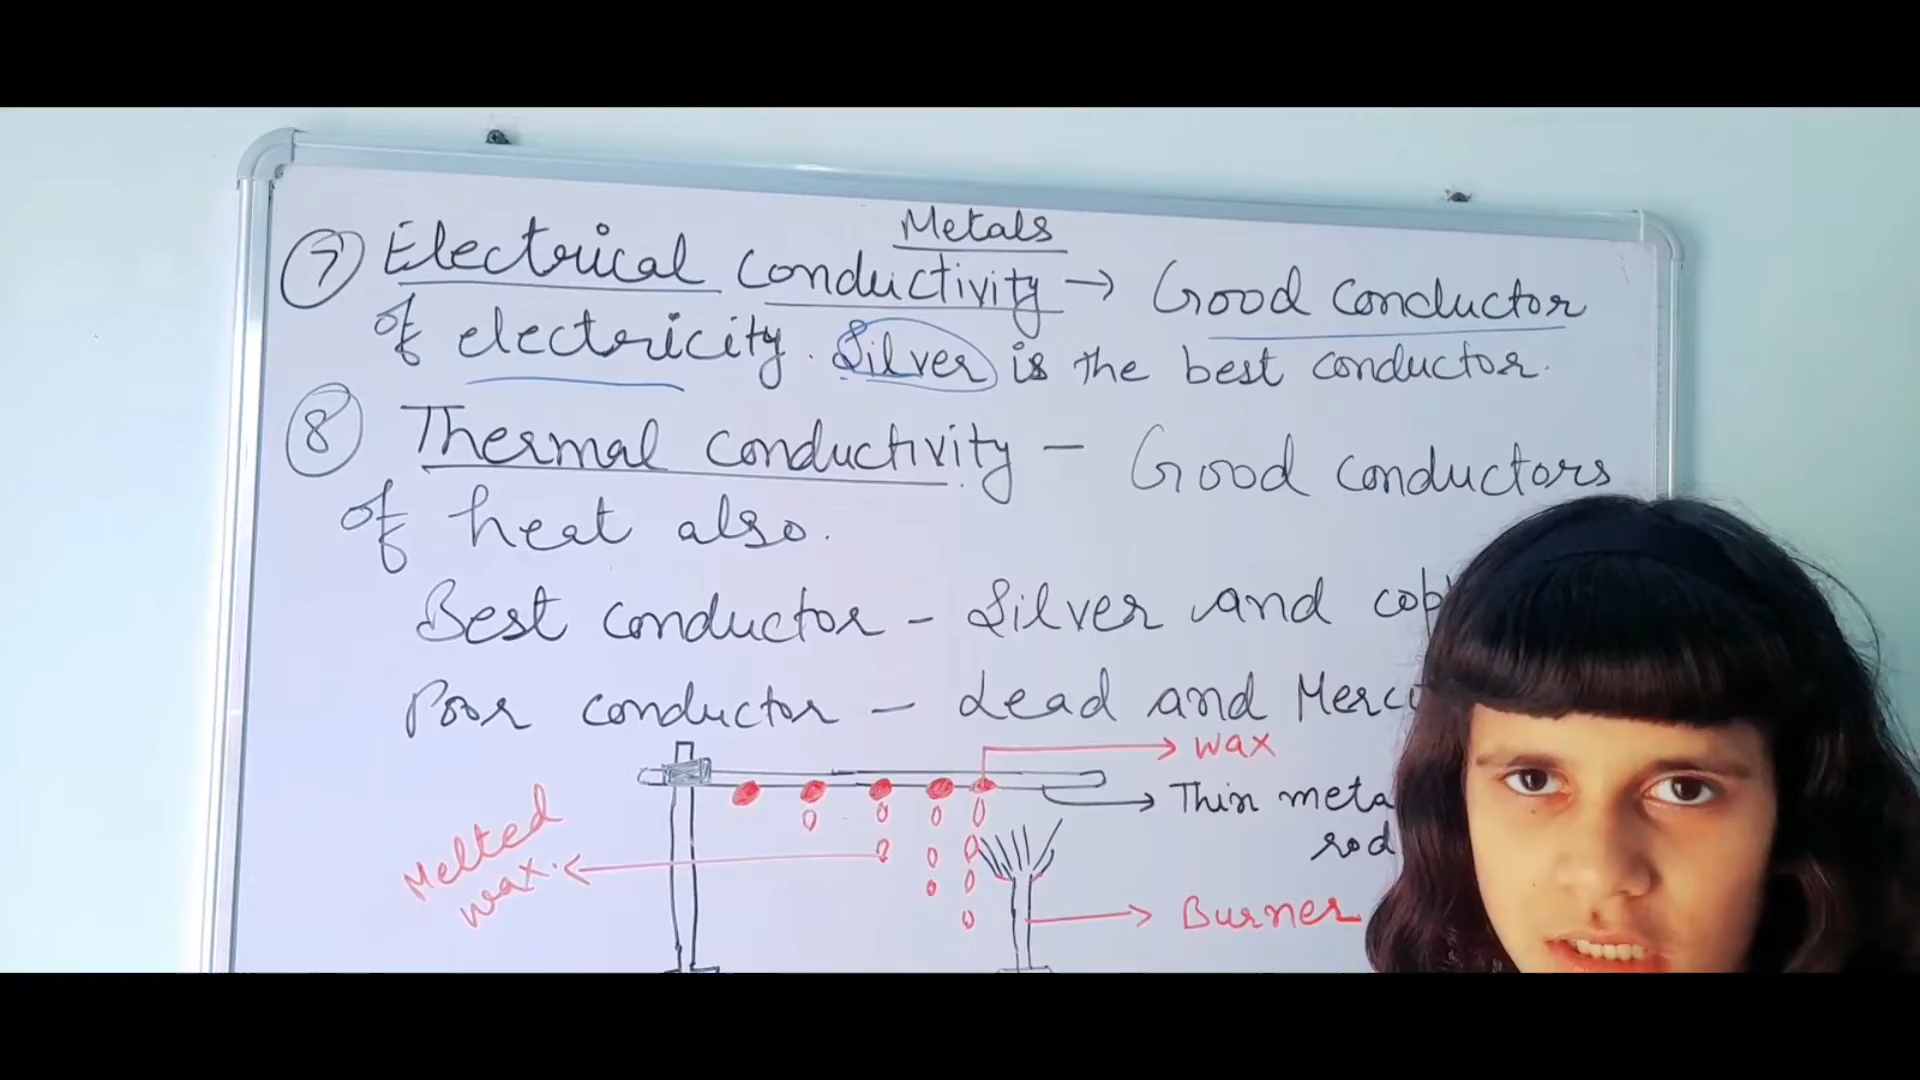 Metals
7 Electrical conductivity → Good conductor
of electricity. Silver is the best conductor.
8 Thermal conductivity – Good conductors
of heat also.
Best conductor – Silver and
Poor conductor – Lead and
wax
Thin
rod
Melted
wax.
Burner